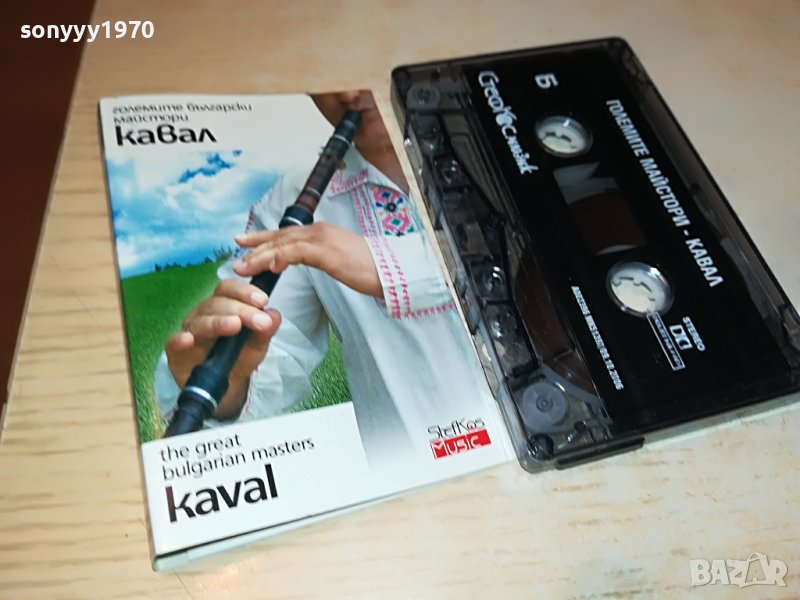 sonyyy1970
големите български
майстори
кавал
the great
bulgarian masters
kaval
StefKos
Music
Б
ГОЛЕМИТЕ МАЙСТОРИ - КАВАЛ
STEREO
BAZAR